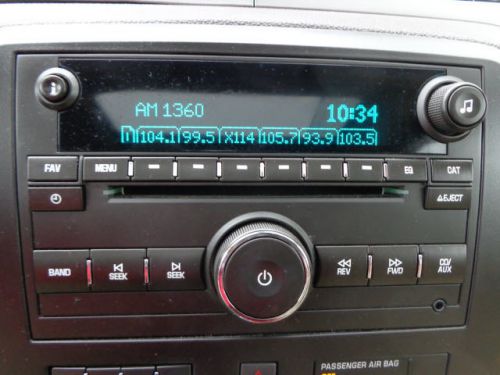 i
AM 1360 10:34
1 104.1 99.5 X114 105.7 93.9 103.5
FAV MENU EQ CAT
EJECT
BAND SEEK SEEK REV FWD CD/AUX
PASSENGER AIR BAG